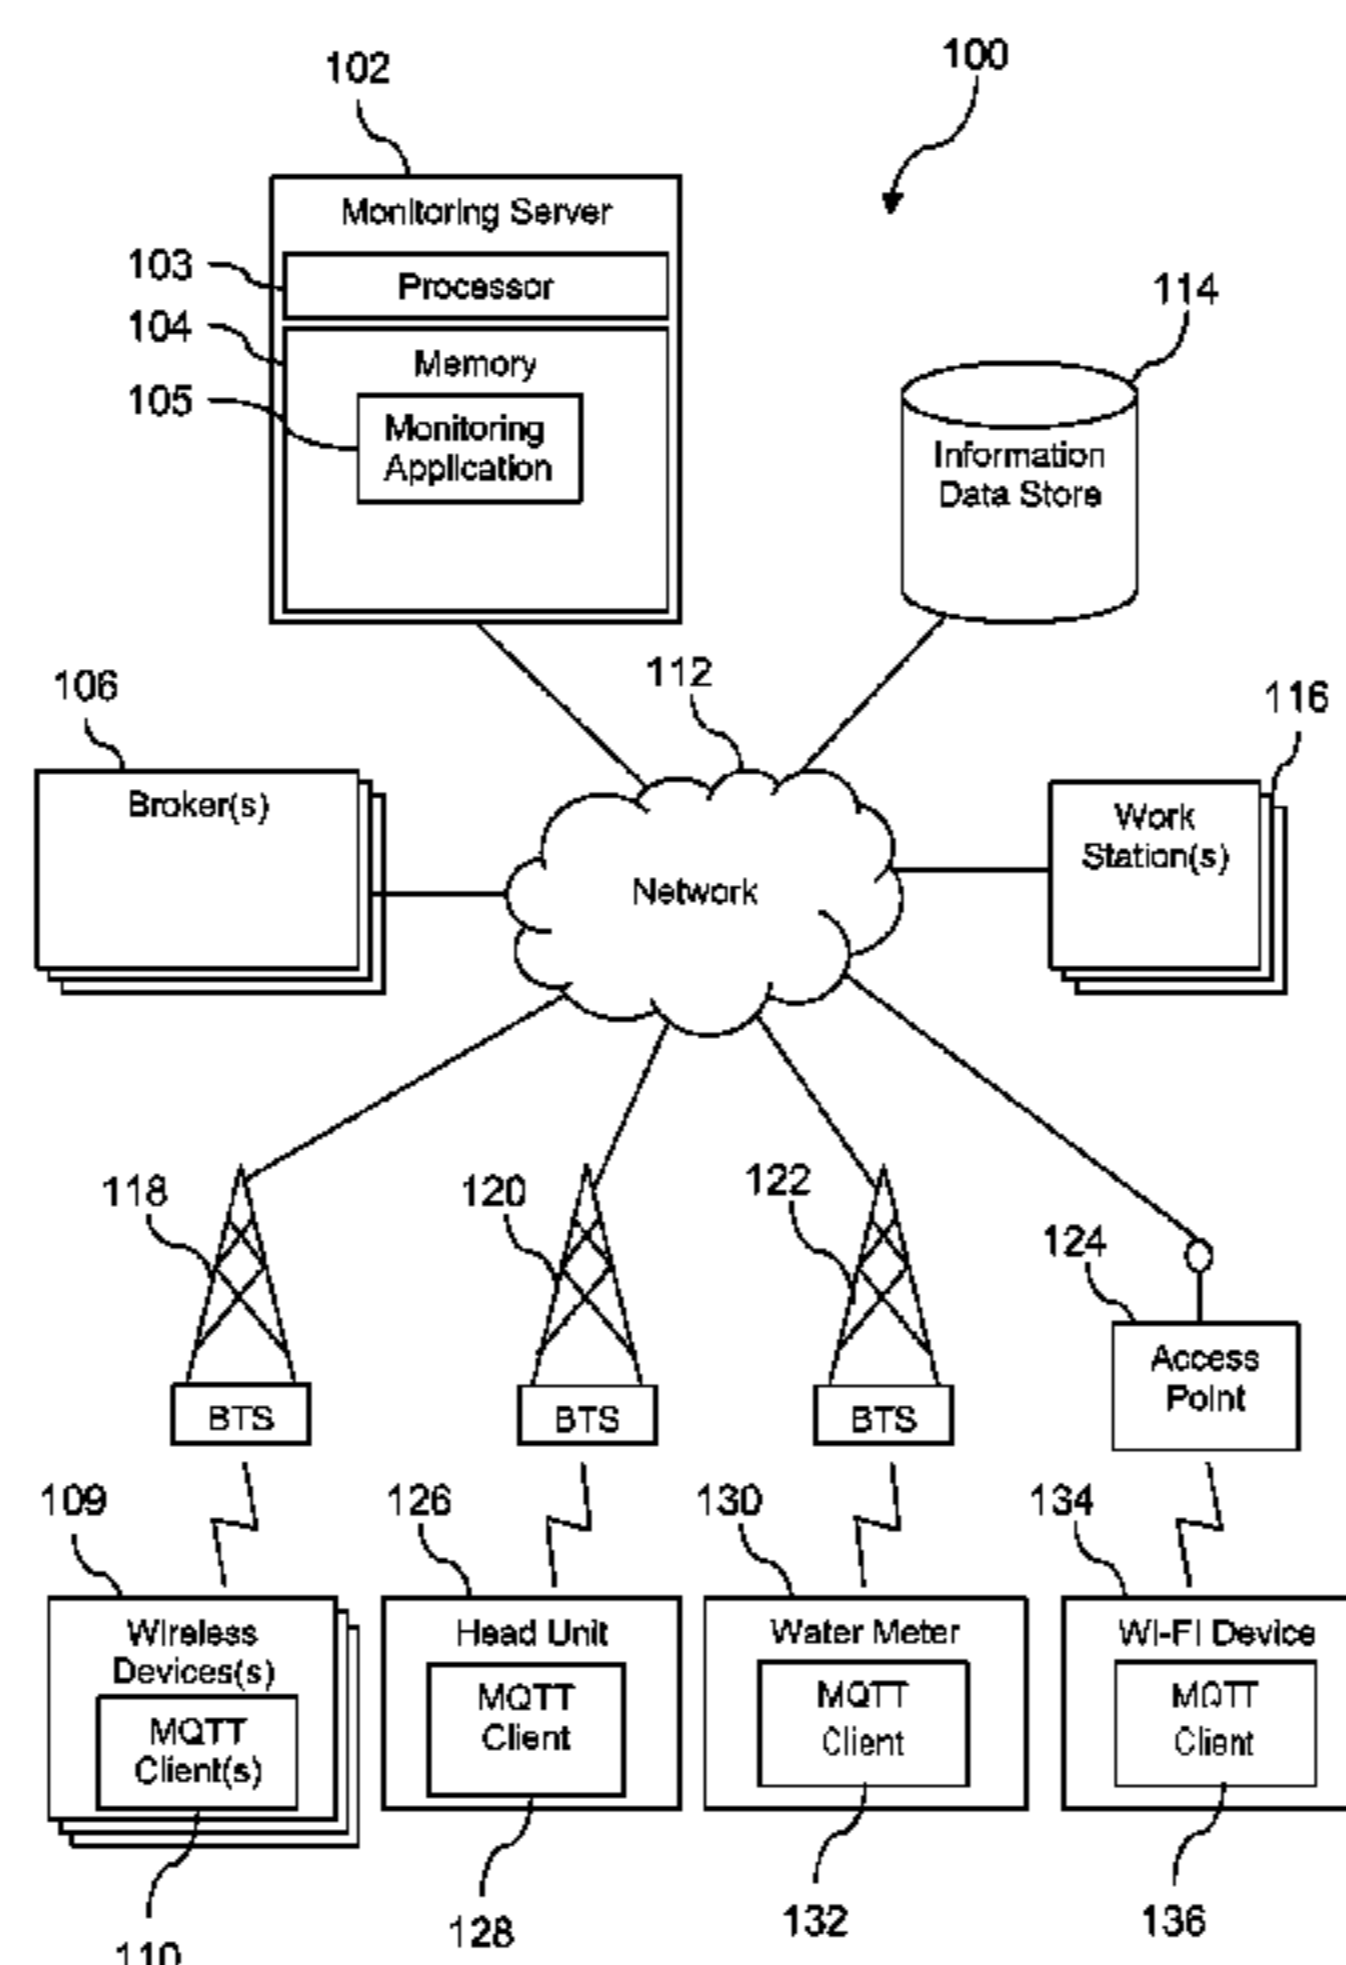 102
100
Monitoring Server
103
Processor
114
104
Memory
105
Monitoring
Application
Information
Data Store
112
106
116
Broker(s)
Work
Station(s)
Network
118
120
122
124
Access
Point
BTS
BTS
BTS
109
126
130
134
Wireless
Devices(s)
Head Unit
Water Meter
Wi-Fi Device
MQTT
Client(s)
MQTT
Client
MQTT
Client
MQTT
Client
110
128
132
136